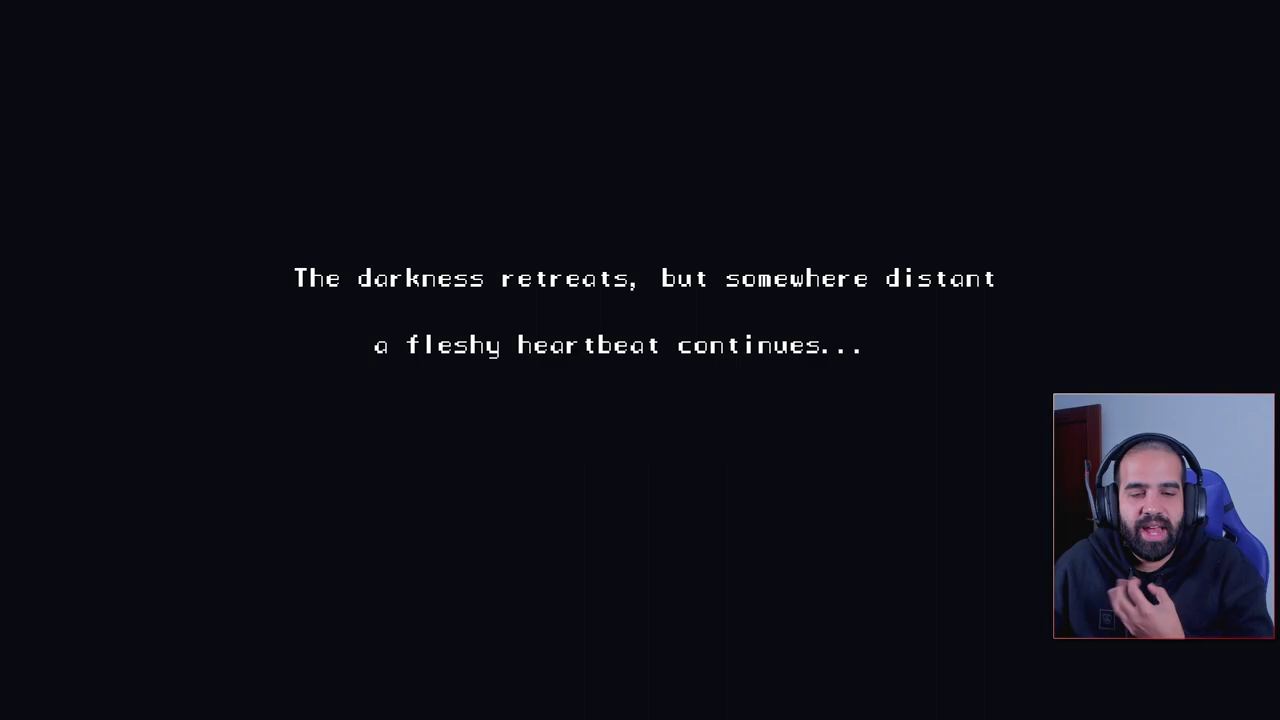 The darkness retreats, but somewhere distant
a fleshy heartbeat continues...